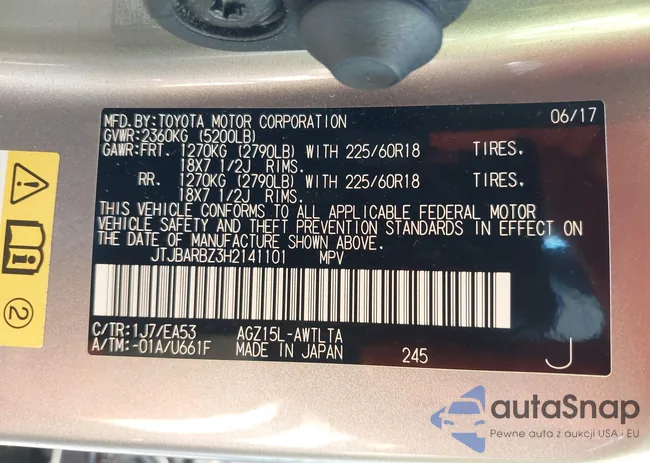 MFD.BY:TOYOTA MOTOR CORPORATION 06/17
GVWR:2360KG (5200LB)
GAWR:FRT. 1270KG (2790LB) WITH 225/60R18 TIRES.
18X7 1/2J RIMS.
RR. 1270KG (2790LB) WITH 225/60R18 TIRES.
18X7 1/2J RIMS.
THIS VEHICLE CONFORMS TO ALL APPLICABLE FEDERAL MOTOR
VEHICLE SAFETY AND THEFT PREVENTION STANDARDS IN EFFECT ON
THE DATE OF MANUFACTURE SHOWN ABOVE.
JTJBARBZ3H2141101 MPV
C/TR:1J7/EA53 AGZ15L-AWTLTA
A/TM:-01A/U661F MADE IN JAPAN 245 J
2
autaSnap
Pewne auta z aukcji USA i EU